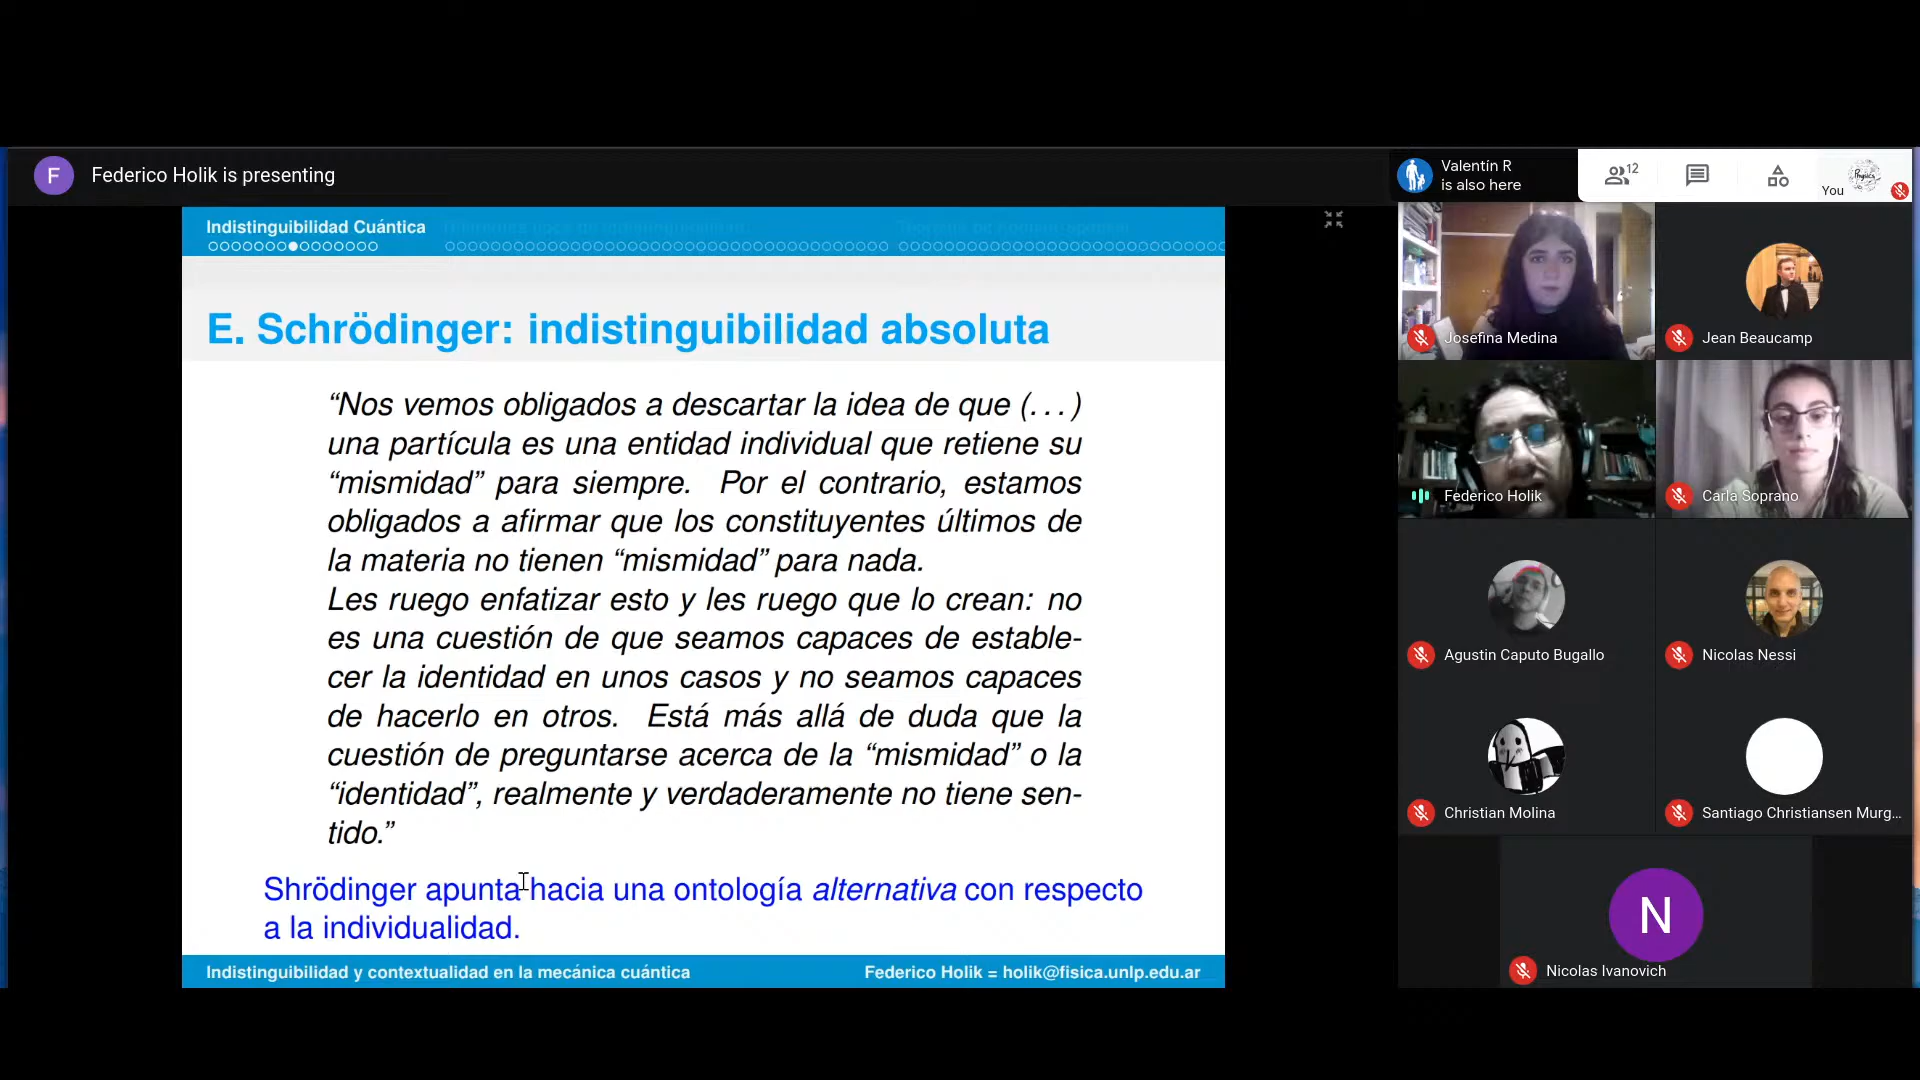 F
Federico Holik is presenting
Valentín R
is also here
12
You
Physics
Indistinguibilidad Cuántica
E. Schrödinger: indistinguibilidad absoluta
“Nos vemos obligados a descartar la idea de que (...)
una partícula es una entidad individual que retiene su
“mismidad” para siempre. Por el contrario, estamos
obligados a afirmar que los constituyentes últimos de
la materia no tienen “mismidad” para nada.
Les ruego enfatizar esto y les ruego que lo crean: no
es una cuestión de que seamos capaces de estable-
cer la identidad en unos casos y no seamos capaces
de hacerlo en otros. Está más allá de duda que la
cuestión de preguntarse acerca de la “mismidad” o la
“identidad”, realmente y verdaderamente no tiene sen-
tido.”
Shrödinger apunta hacia una ontología alternativa con respecto
a la individualidad.
Indistinguibilidad y contextualidad en la mecánica cuántica
Federico Holik = holik@fisica.unlp.edu.ar
Josefina Medina
Jean Beaucamp
Federico Holik
Carla Soprano
Agustin Caputo Bugallo
Nicolas Nessi
Christian Molina
Santiago Christiansen Murg...
N
Nicolas Ivanovich